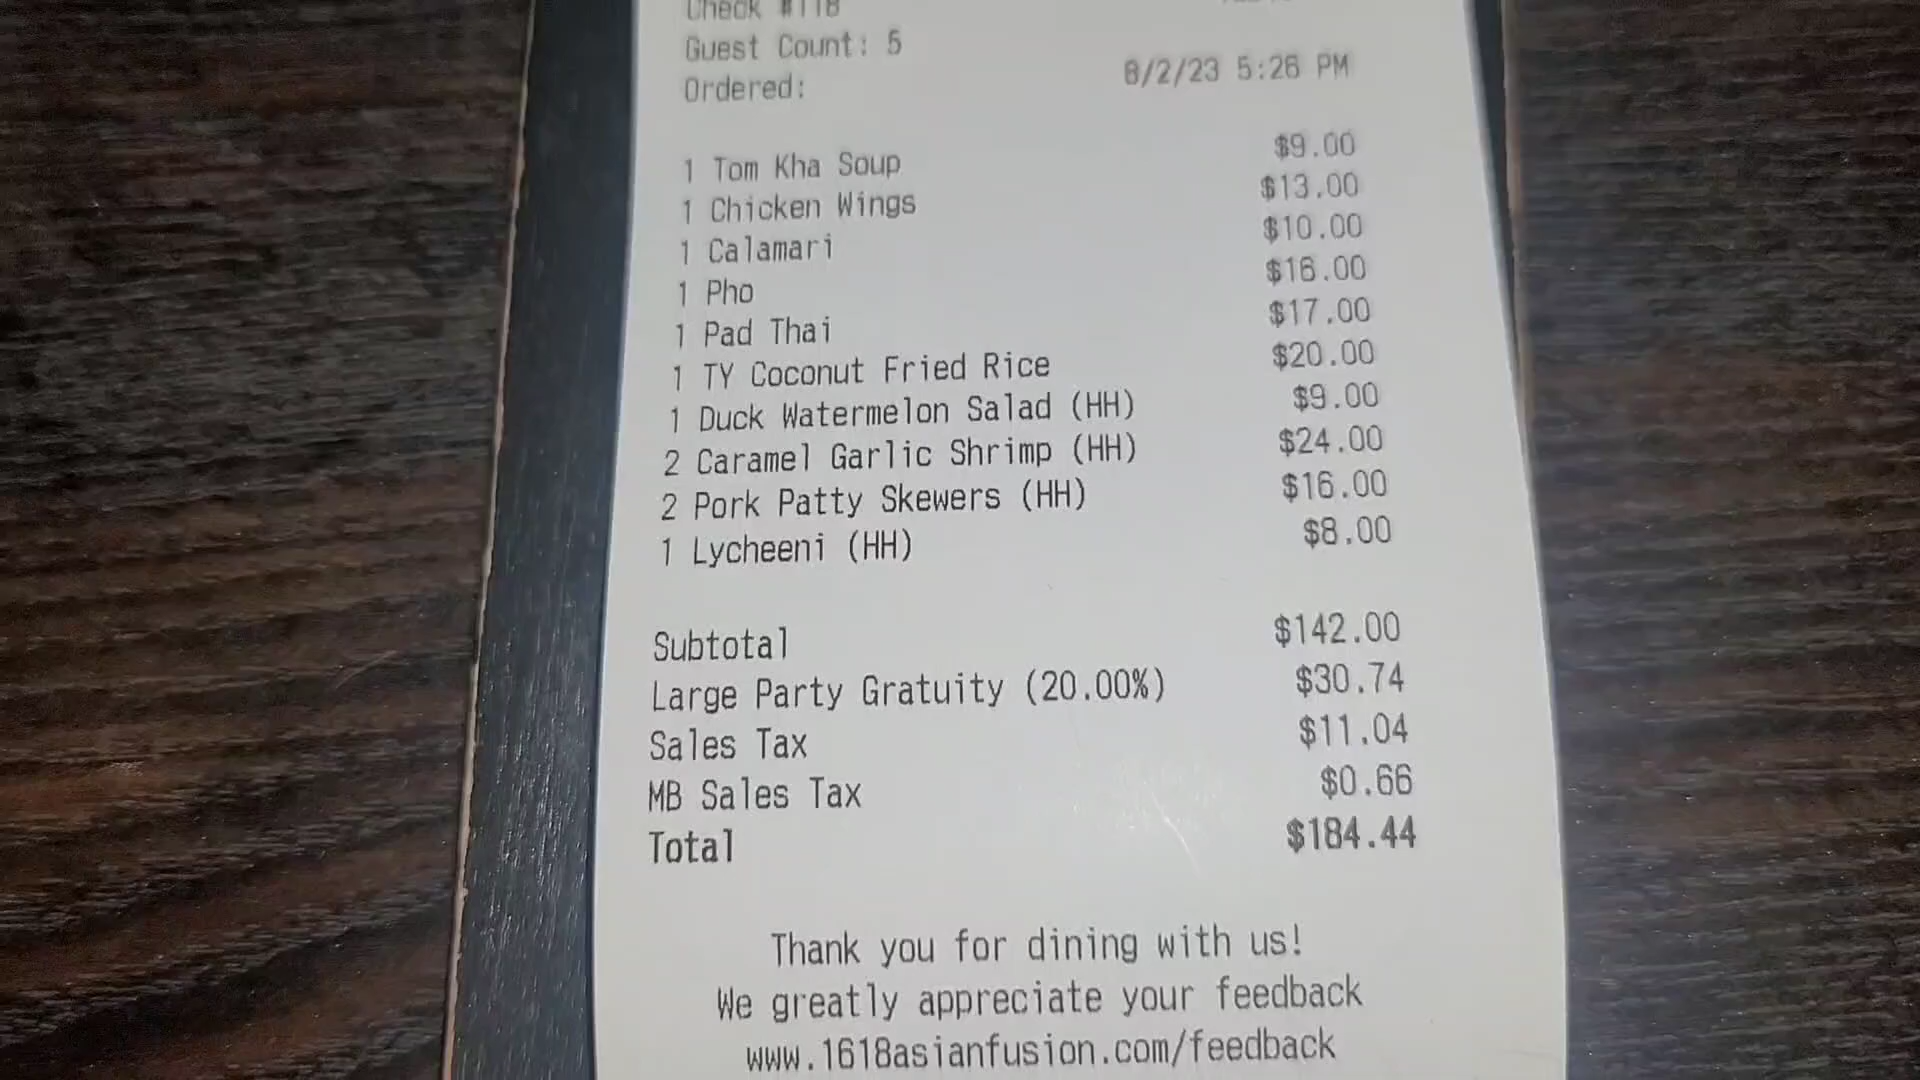 Check #118
Guest Count: 5
Ordered: 8/2/23 5:26 PM
1 Tom Kha Soup $9.00
1 Chicken Wings $13.00
1 Calamari $10.00
1 Pho $16.00
1 Pad Thai $17.00
1 TY Coconut Fried Rice $20.00
1 Duck Watermelon Salad (HH) $9.00
2 Caramel Garlic Shrimp (HH) $24.00
2 Pork Patty Skewers (HH) $16.00
1 Lycheeni (HH) $8.00
Subtotal $142.00
Large Party Gratuity (20.00%) $30.74
Sales Tax $11.04
MB Sales Tax $0.66
Total $184.44
Thank you for dining with us!
We greatly appreciate your feedback
www.1618asianfusion.com/feedback